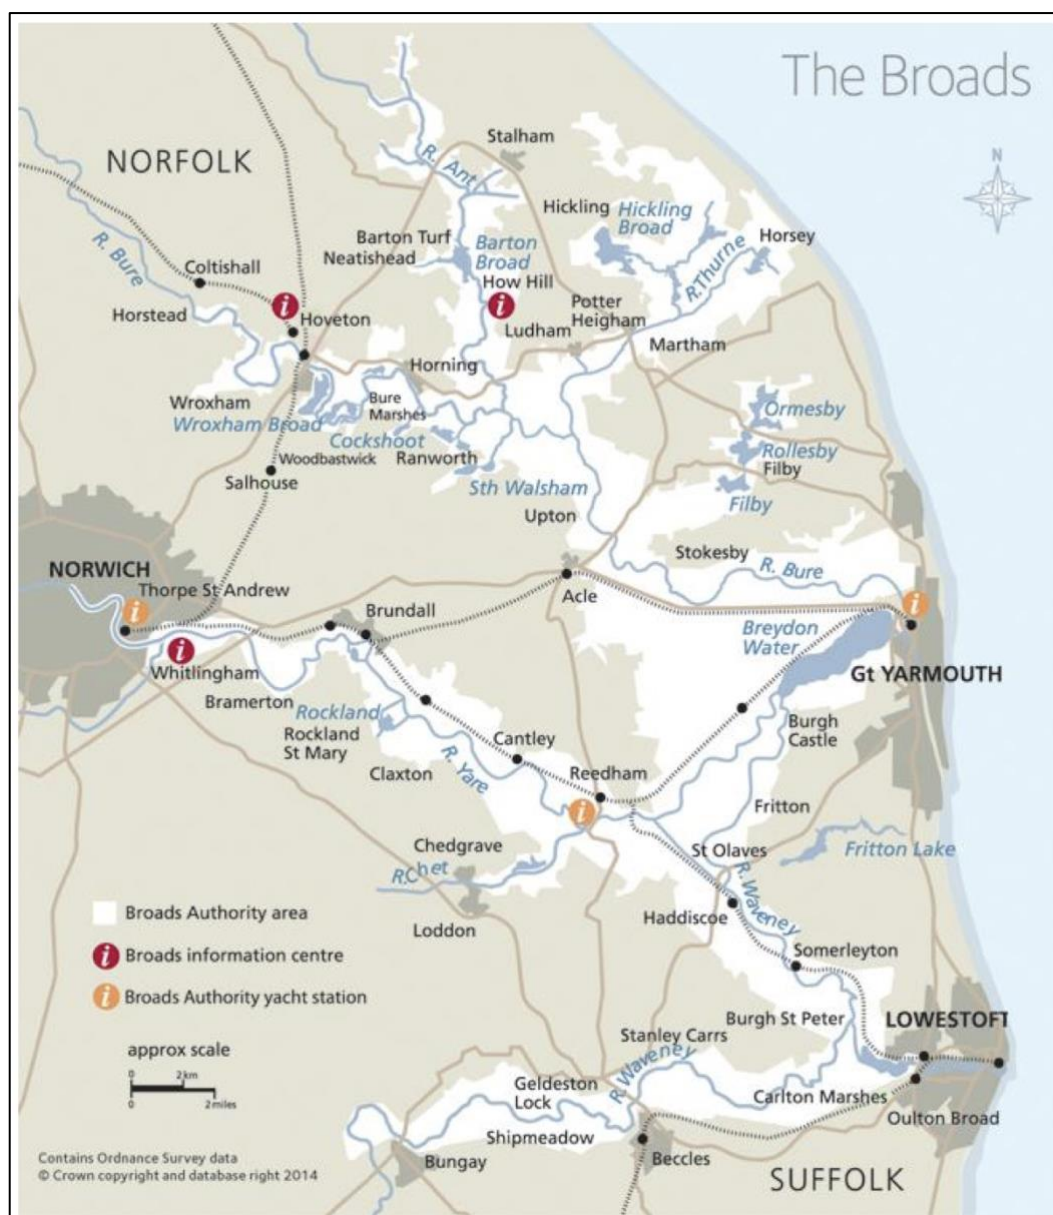 The Broads
NORFOLK
N
Stalham
R. Ant
Hickling
Hickling
Broad
Barton Turf
Neatishead
Barton
Broad
Horsey
R. Bure
Coltishall
How Hill
R. Thurne
Potter
Heigham
Horstead
Hoveton
Ludham
Martham
Horning
Wroxham
Wroxham Broad
Bure
Marshes
Ormesby
Cockshoot
Woodbastwick
Ranworth
Rollesby
Filby
Salhouse
Sth Walsham
Filby
Upton
Stokesby
R. Bure
NORWICH
Thorpe St Andrew
Brundall
Acle
Breydon
Water
Whitlingham
Gt YARMOUTH
Bramerton
Rockland
Rockland
St Mary
Burgh
Castle
Cantley
Claxton
R. Yare
Reedham
Fritton
Chedgrave
St Olaves
Fritton Lake
R.Chet
R. Waveney
Loddon
Haddiscoe
Somerleyton
i Broads Authority area
i Broads information centre
i Broads Authority yacht station
Burgh St Peter
LOWESTOFT
Stanley Carrs
approx scale
0 2 km
0 2 miles
R. Waveney
Geldeston
Lock
Carlton Marshes
Oulton Broad
Shipmeadow
Bungay
Beccles
SUFFOLK
Contains Ordnance Survey data
© Crown copyright and database right 2014